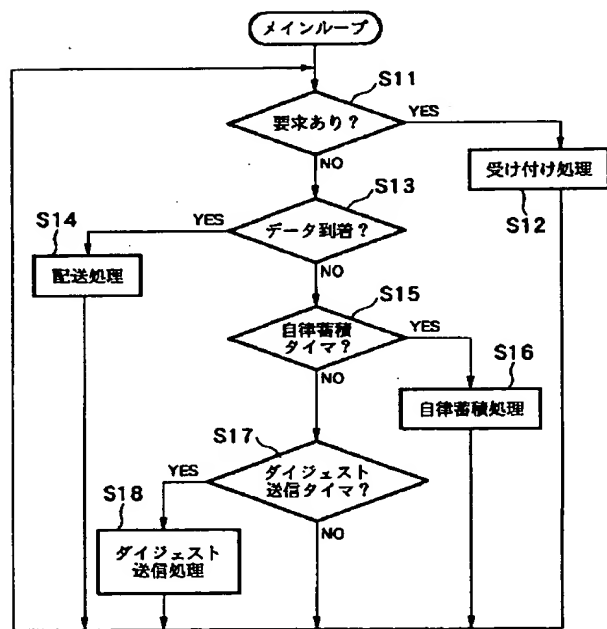 メインループ
S11
要求あり?
YES
NO
受け付け処理
S12
S13
データ到着?
YES
NO
S14
配送処理
S15
自律蓄積
タイマ?
YES
NO
S16
自律蓄積処理
S17
ダイジェスト
送信タイマ?
YES
NO
S18
ダイジェスト
送信処理